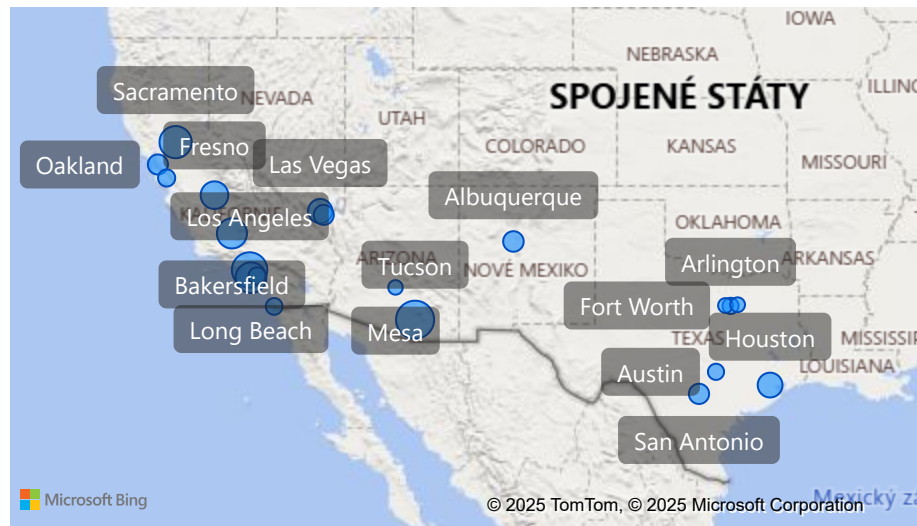 IOWA
NEBRASKA
SPOJENÉ STÁTY
ILLINO
Sacramento
NEVADA
UTAH
COLORADO
KANSAS
MISSOURI
Fresno
Oakland
Las Vegas
Albuquerque
Los Angeles
OKLAHOMA
ARIZONA
Tucson
NOVÉ MEXIKO
Arlington
ARKANSAS
Bakersfield
Fort Worth
Long Beach
Mesa
TEXAS
Houston
MISSISSIP
LOUISIANA
Austin
San Antonio
Microsoft Bing
© 2025 TomTom, © 2025 Microsoft Corporation
Mexický zá